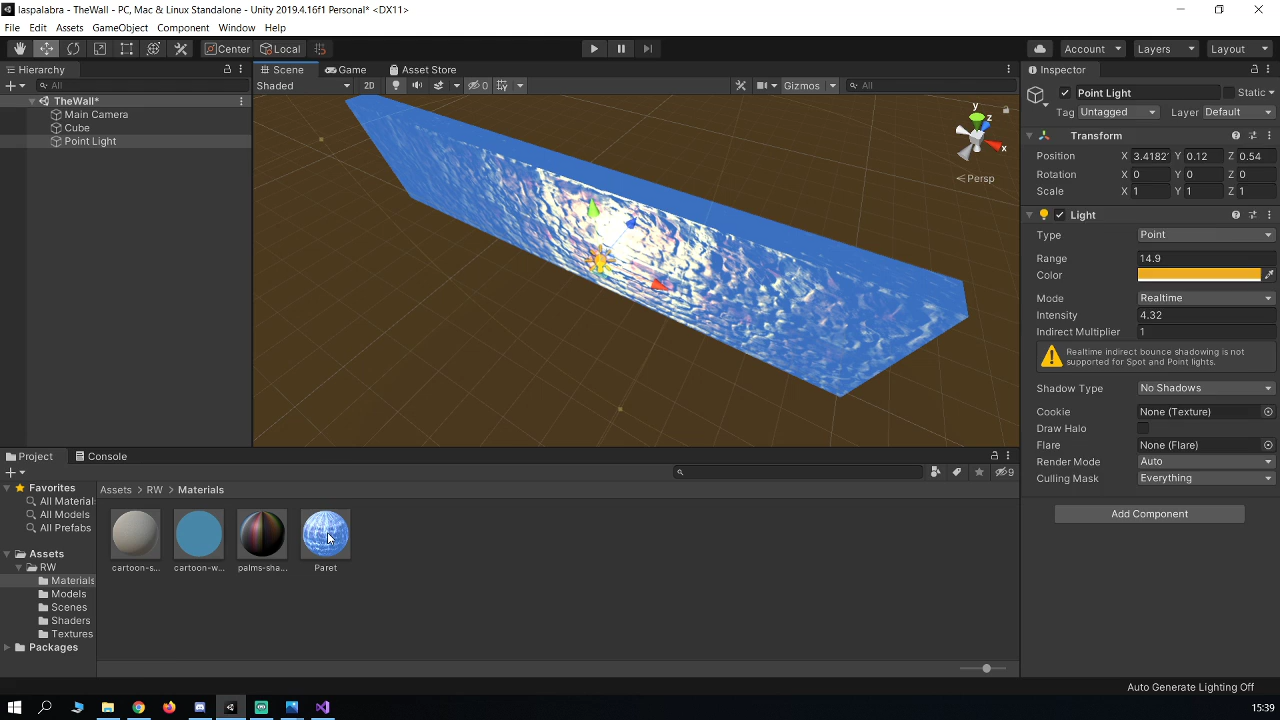 laspalabra - TheWall - PC, Mac & Linux Standalone - Unity 2019.4.16f1 Personal* <DX11>
File Edit Assets GameObject Component Window Help
Center Local Account Layers Layout
Hierarchy Scene Game Asset Store Inspector
All Shaded 2D 0 Gizmos All
TheWall*
Main Camera
Cube
Point Light
y
z
x
Persp
Point Light Static
Tag Untagged Layer Default
Transform
Position X 3.4182 Y 0.12 Z 0.54
Rotation X 0 Y 0 Z 0
Scale X 1 Y 1 Z 1
Light
Type Point
Range 14.9
Color
Mode Realtime
Intensity 4.32
Indirect Multiplier 1
Realtime indirect bounce shadowing is not
supported for Spot and Point lights.
Shadow Type No Shadows
Cookie None (Texture)
Draw Halo
Flare None (Flare)
Render Mode Auto
Culling Mask Everything
Add Component
Project Console
9
Favorites
All Material
All Models
All Prefabs
Assets
RW
Materials
Models
Scenes
Shaders
Textures
Packages
Assets > RW > Materials
cartoon-s... cartoon-w... palms-sha... Paret
Auto Generate Lighting Off
15:39